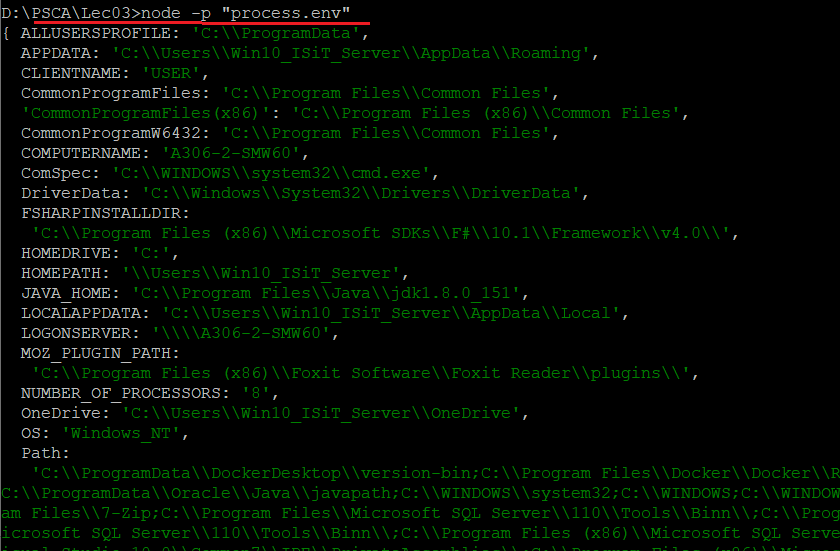 D:\PSCA\Lec03>node -p "process.env"
{ ALLUSERSPROFILE: 'C:\\ProgramData',
APPDATA: 'C:\\Users\\Win10_ISiT_Server\\AppData\\Roaming',
CLIENTNAME: 'USER',
CommonProgramFiles: 'C:\\Program Files\\Common Files',
'CommonProgramFiles(x86)': 'C:\\Program Files (x86)\\Common Files',
CommonProgramW6432: 'C:\\Program Files\\Common Files',
COMPUTERNAME: 'A306-2-SMW60',
ComSpec: 'C:\\WINDOWS\\system32\\cmd.exe',
DriverData: 'C:\\Windows\\System32\\Drivers\\DriverData',
FSHARPINSTALLDIR:
'C:\\Program Files (x86)\\Microsoft SDKs\\F#\\10.1\\Framework\\v4.0\\',
HOMEDRIVE: 'C:',
HOMEPATH: '\\Users\\Win10_ISiT_Server',
JAVA_HOME: 'C:\\Program Files\\Java\\jdk1.8.0_151',
LOCALAPPDATA: 'C:\\Users\\Win10_ISiT_Server\\AppData\\Local',
LOGONSERVER: '\\\\A306-2-SMW60',
MOZ_PLUGIN_PATH:
'C:\\Program Files (x86)\\Foxit Software\\Foxit Reader\\plugins\\',
NUMBER_OF_PROCESSORS: '8',
OneDrive: 'C:\\Users\\Win10_ISiT_Server\\OneDrive',
OS: 'Windows_NT',
Path:
'C:\\ProgramData\\DockerDesktop\\version-bin;C:\\Program Files\\Docker\\Docker\\R
C:\\ProgramData\\Oracle\\Java\\javapath;C:\\WINDOWS\\system32;C:\\WINDOWS;C:\\WINDOW
am Files\\7-Zip;C:\\Program Files\\Microsoft SQL Server\\110\\Tools\\Binn\\;C:\\Prog
icrosoft SQL Server\\110\\Tools\\Binn\\;C:\\Program Files (x86)\\Microsoft SQL Serve